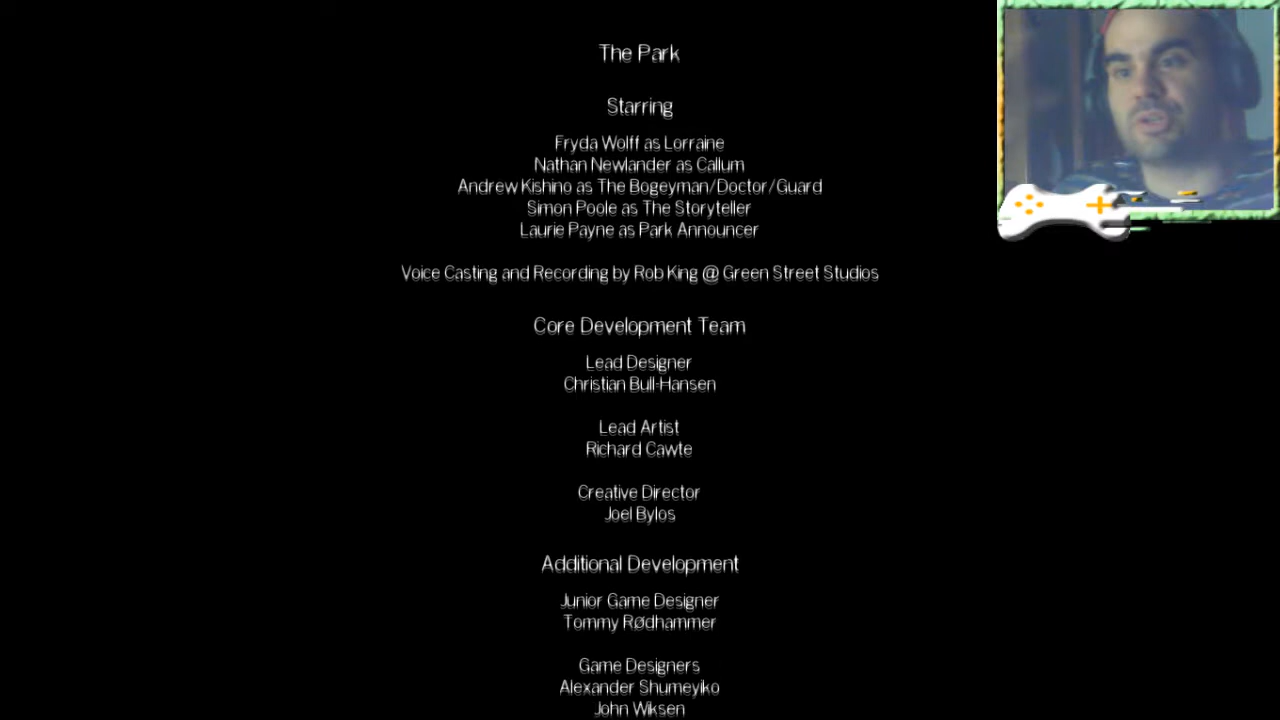 The Park
Starring
Fryda Wolff as Lorraine
Nathan Newlander as Callum
Andrew Kishino as The Bogeyman/Doctor/Guard
Simon Poole as The Storyteller
Laurie Payne as Park Announcer
Voice Casting and Recording by Rob King @ Green Street Studios
Core Development Team
Lead Designer
Christian Bull-Hansen
Lead Artist
Richard Cawte
Creative Director
Joel Bylos
Additional Development
Junior Game Designer
Tommy RØdhammer
Game Designers
Alexander Shumeyiko
John Wiksen